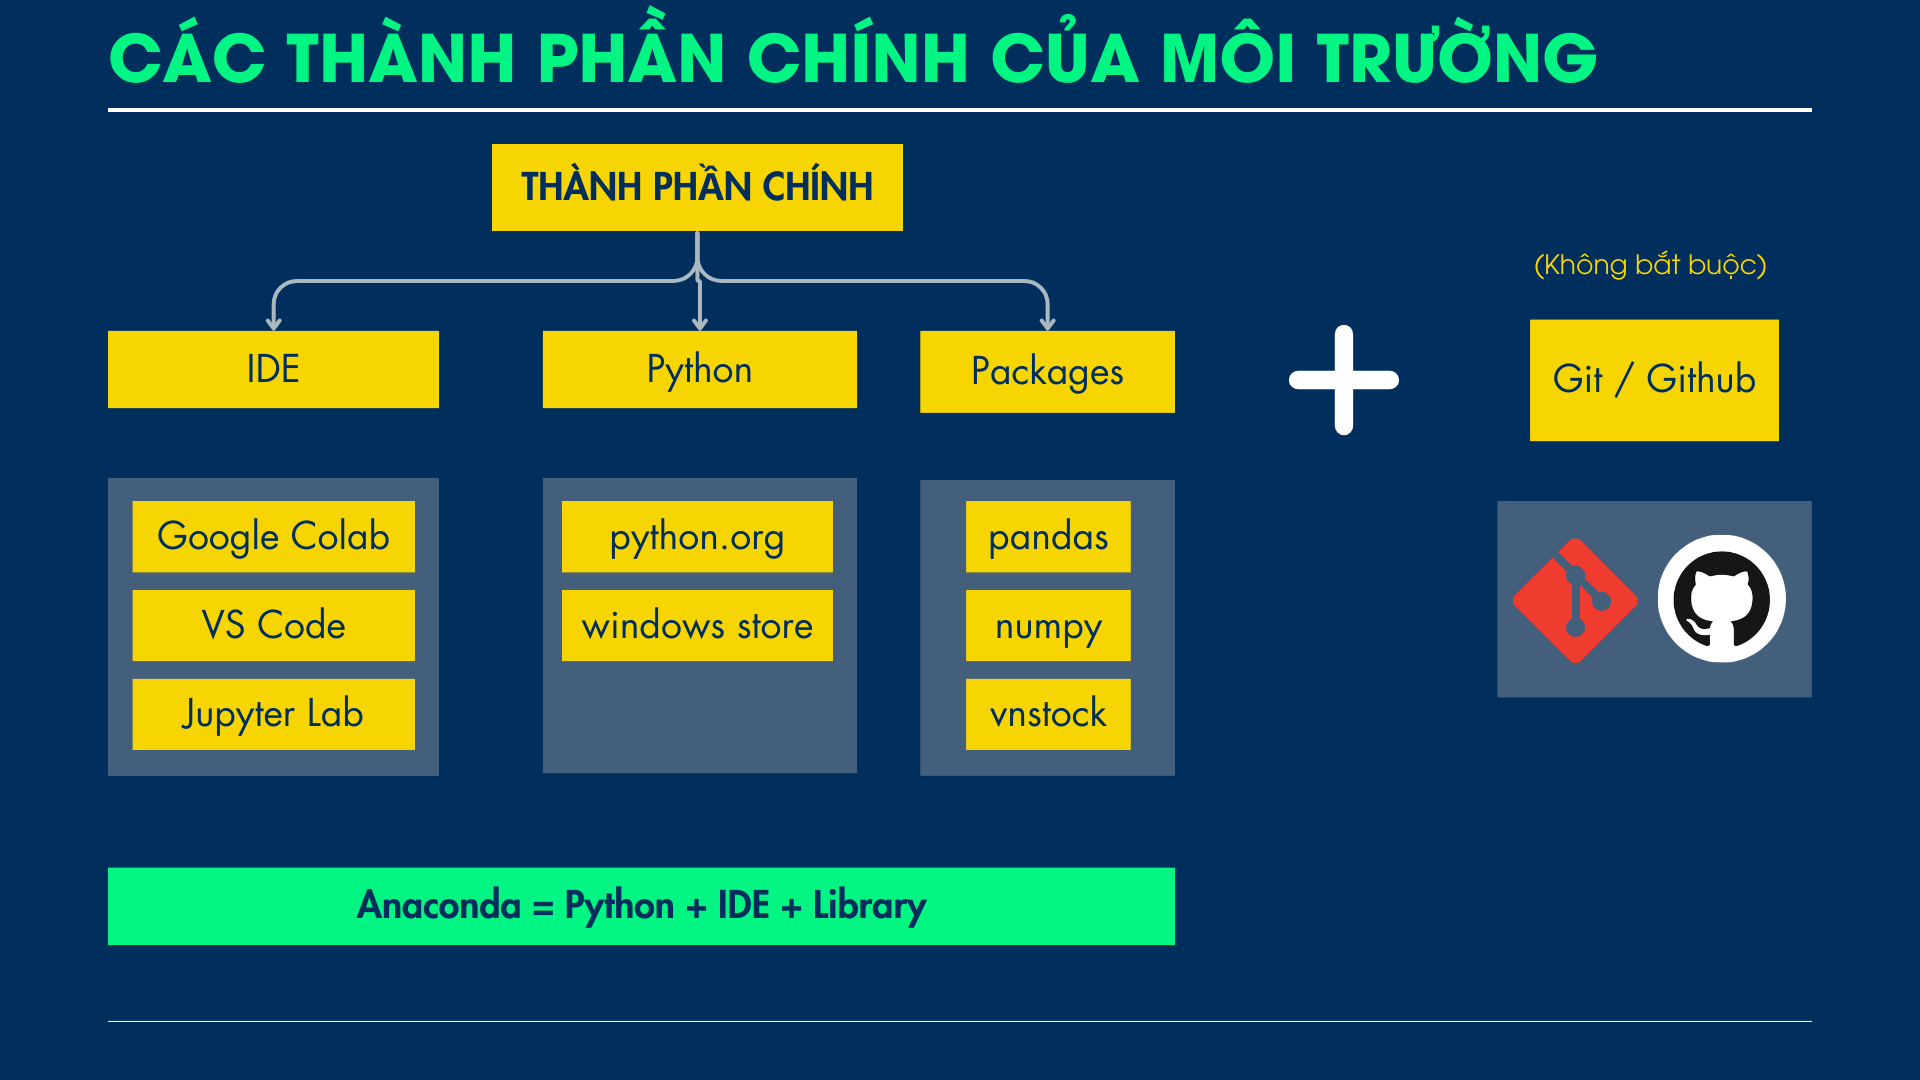 CÁC THÀNH PHẦN CHÍNH CỦA MÔI TRƯỜNG
THÀNH PHẦN CHÍNH
(Không bắt buộc)
IDE
Python
Packages
Git / Github
Google Colab
VS Code
Jupyter Lab
python.org
windows store
pandas
numpy
vnstock
Anaconda = Python + IDE + Library